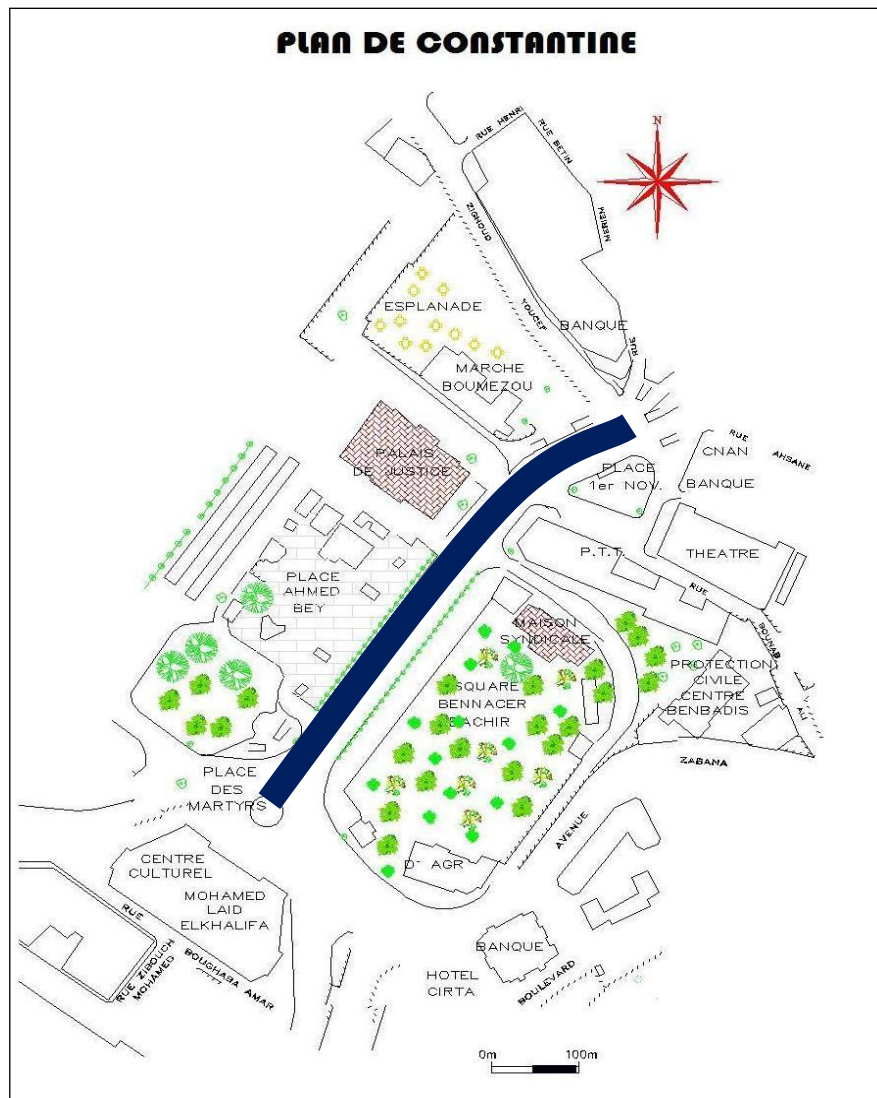 PLAN DE CONSTANTINE
N
RUE HENRI
RUE BETIN
MERIEM
ZIGHOUD
YOUCEF
RUE
ESPLANADE
BANQUE
MARCHE
BOUMEZOU
PALAIS
DE JUSTICE
PLACE
1er NOV.
RUE
AHSANE
CNAN
BANQUE
P.T.T.
THEATRE
RUE
BOUNAB
ALI
PLACE
AHMED
BEY
MAISON
SYNDICALE
SQUARE
BENNACER
BACHIR
PROTECTION
CIVILE
CENTRE
BENBADIS
ZABANA
AVENUE
PLACE
DES
MARTYRS
CENTRE
CULTUREL
MOHAMED
LAID
ELKHALIFA
D AGR
RUE
BOUGHABA AMAR
RUE ZIBOUCH
MOHAMED
BANQUE
HOTEL
CIRTA
BOULEVARD
0m 100m